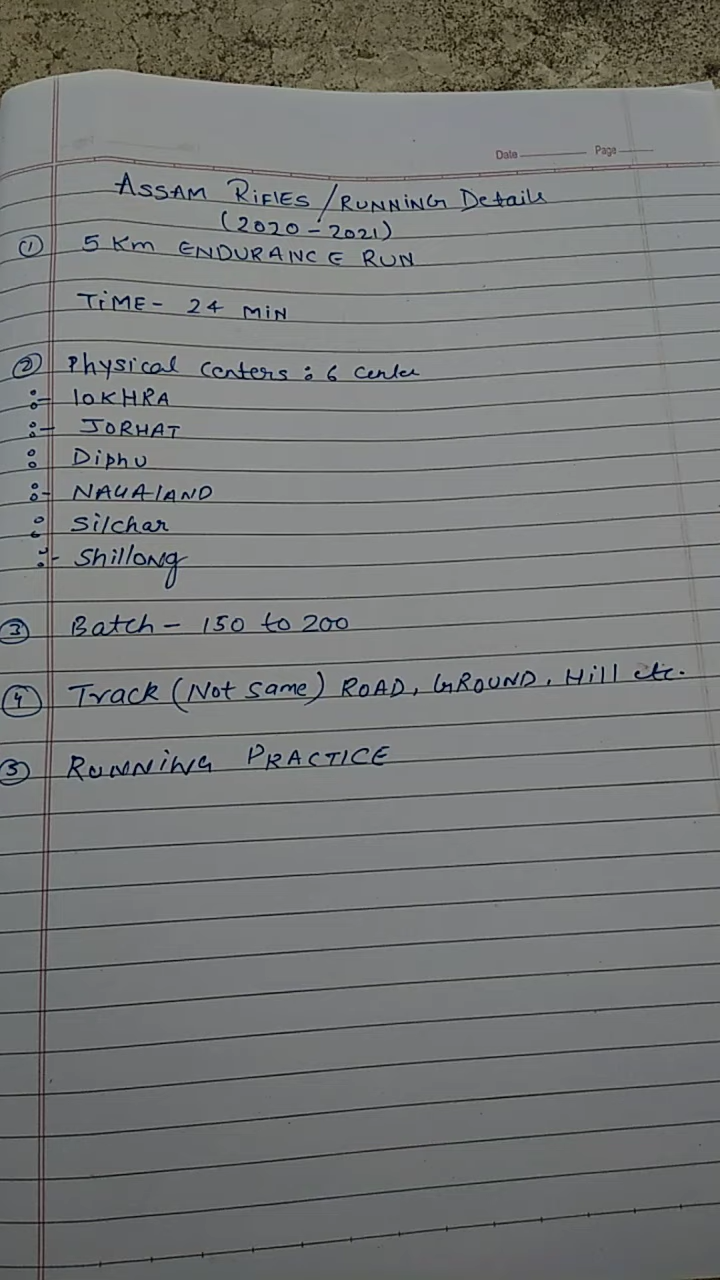 Date Page
ASSAM RIFlES / RUNNING Details
(2020-2021)
① 5 Km ENDURANCE RUN
TIME- 24 MIN
② Physical Centers : 6 Center
:- lOKHRA
:- JORHAT
: Diphu
:- NAGAlAND
: Silchar
:- Shillong
③ Batch - 150 to 200
④ Track (Not Same) ROAD, GROUND, Hill etc.
⑤ RUNNING PRACTICE